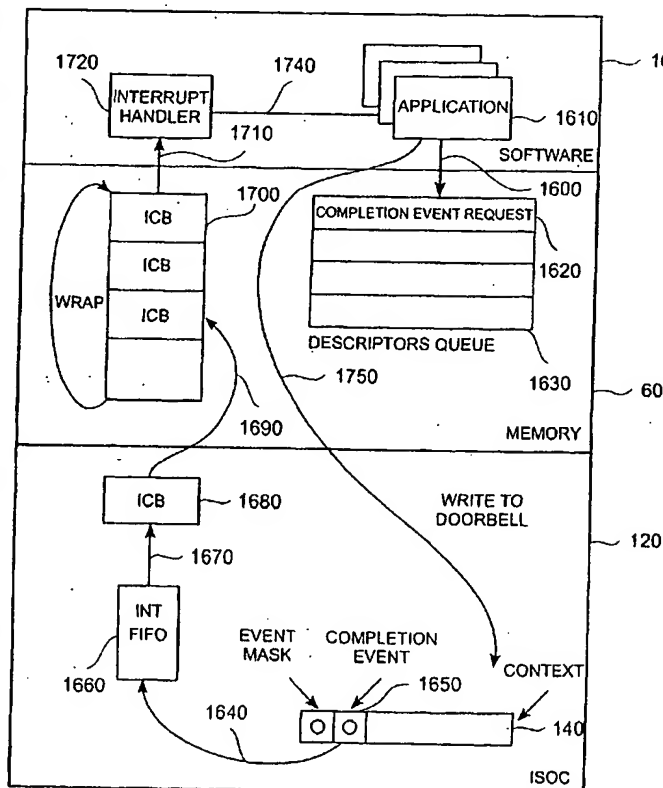 1720
1740
16
INTERRUPT
HANDLER
APPLICATION
1610
1710
SOFTWARE
1600
1700
ICB
COMPLETION EVENT REQUEST
ICB
1620
WRAP
ICB
DESCRIPTORS QUEUE
1750
1630
1690
60
MEMORY
ICB
1680
WRITE TO
DOORBELL
120
1670
INT
FIFO
EVENT
MASK
COMPLETION
EVENT
1660
1650
CONTEXT
1640
140
ISOC